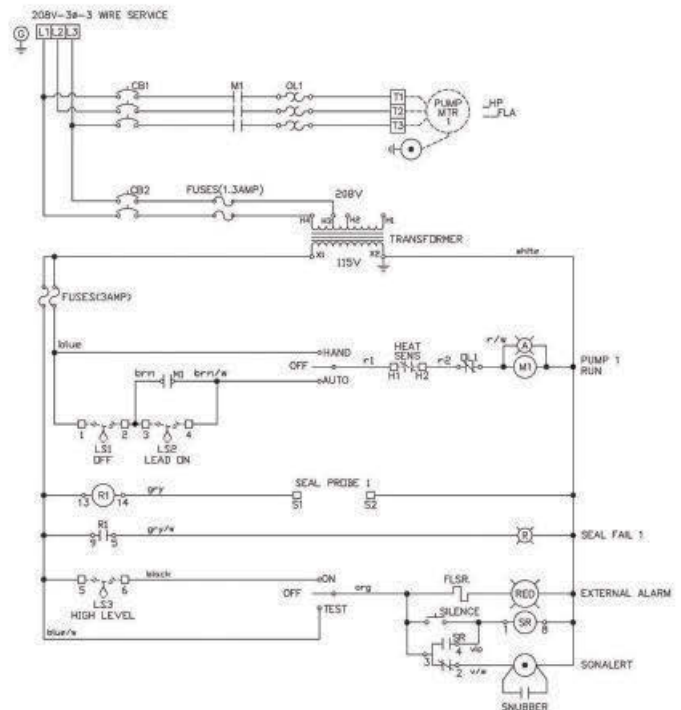 208V-3ø-3 WIRE SERVICE
G L1 L2 L3
CB1 M1 OL1
T1
T2
T3
PUMP
MTR
1
_HP
__FLA
CB2 FUSES(1.3AMP) 208V
H4 H3 H2 H1
TRANSFORMER
X1 115V X2
white
FUSES(3AMP)
blue
HAND
OFF
AUTO
r1
HEAT
SENS
H1 H2
r2
OL1
r/w
A
M1
PUMP 1
RUN
brn M1 brn/w
1 2 3 4
LS1
OFF
LS2
LEAD ON
13 R1 14 gry
SEAL PROBE 1
S1 S2
R1
9 5
gry/w
R
SEAL FAIL 1
5 6 black
LS3
HIGH LEVEL
blue/w
ON
OFF
TEST
org
FLSR.
RED
EXTERNAL ALARM
SILENCE
1 SR 8
SR
4 vio
3
2 v/w
SONALERT
SNUBBER